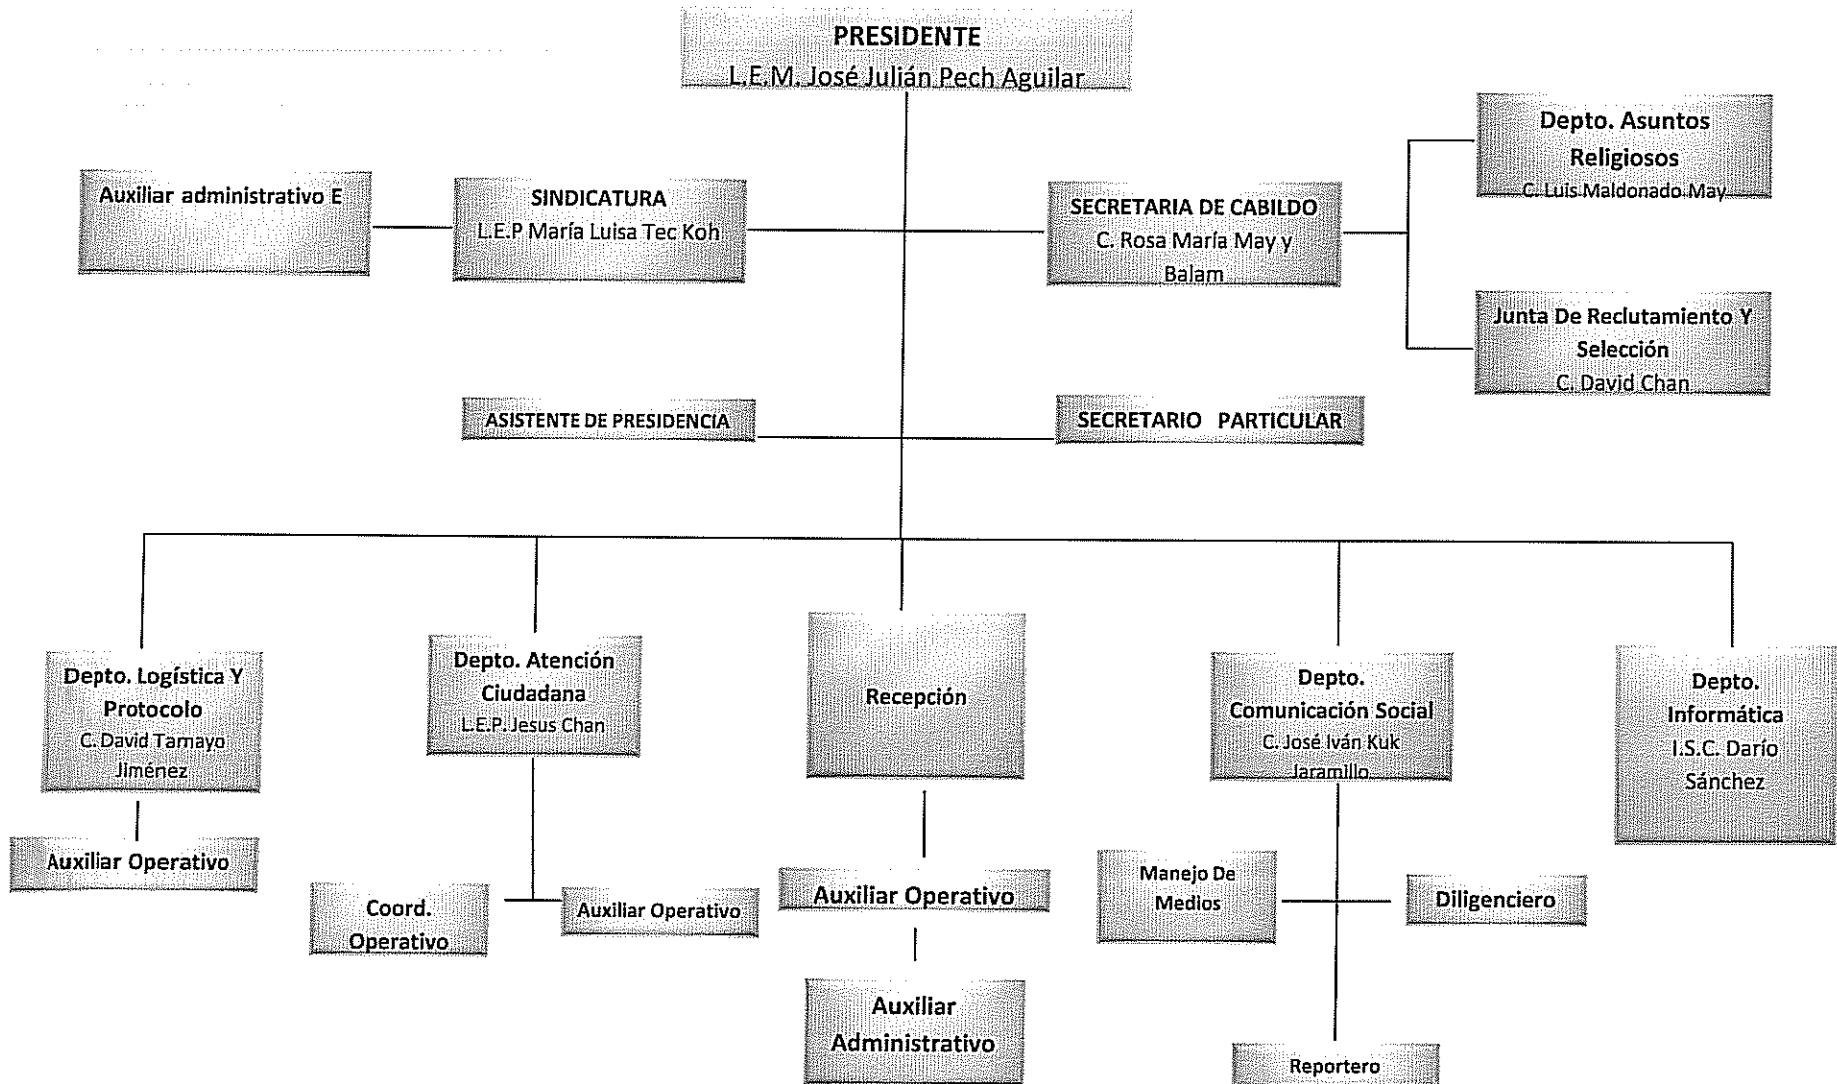 PRESIDENTE
L.E.M. José Julián Pech Aguilar
Depto. Asuntos
Religiosos
C. Luis Maldonado May
Auxiliar administrativo E
SINDICATURA
L.E.P María Luisa Tec Koh
SECRETARIA DE CABILDO
C. Rosa María May y
Balam
Junta De Reclutamiento Y
Selección
C. David Chan
ASISTENTE DE PRESIDENCIA
SECRETARIO PARTICULAR
Depto. Logística Y
Protocolo
C. David Tamayo
Jiménez
Depto. Atención
Ciudadana
L.E.P. Jesus Chan
Recepción
Depto.
Comunicación Social
C. José Iván Kuk
Jaramillo
Depto.
Informática
I.S.C. Darío
Sánchez
Auxiliar Operativo
Coord.
Operativo
Auxiliar Operativo
Auxiliar Operativo
Manejo De
Medios
Diligenciero
Auxiliar
Administrativo
Reportero